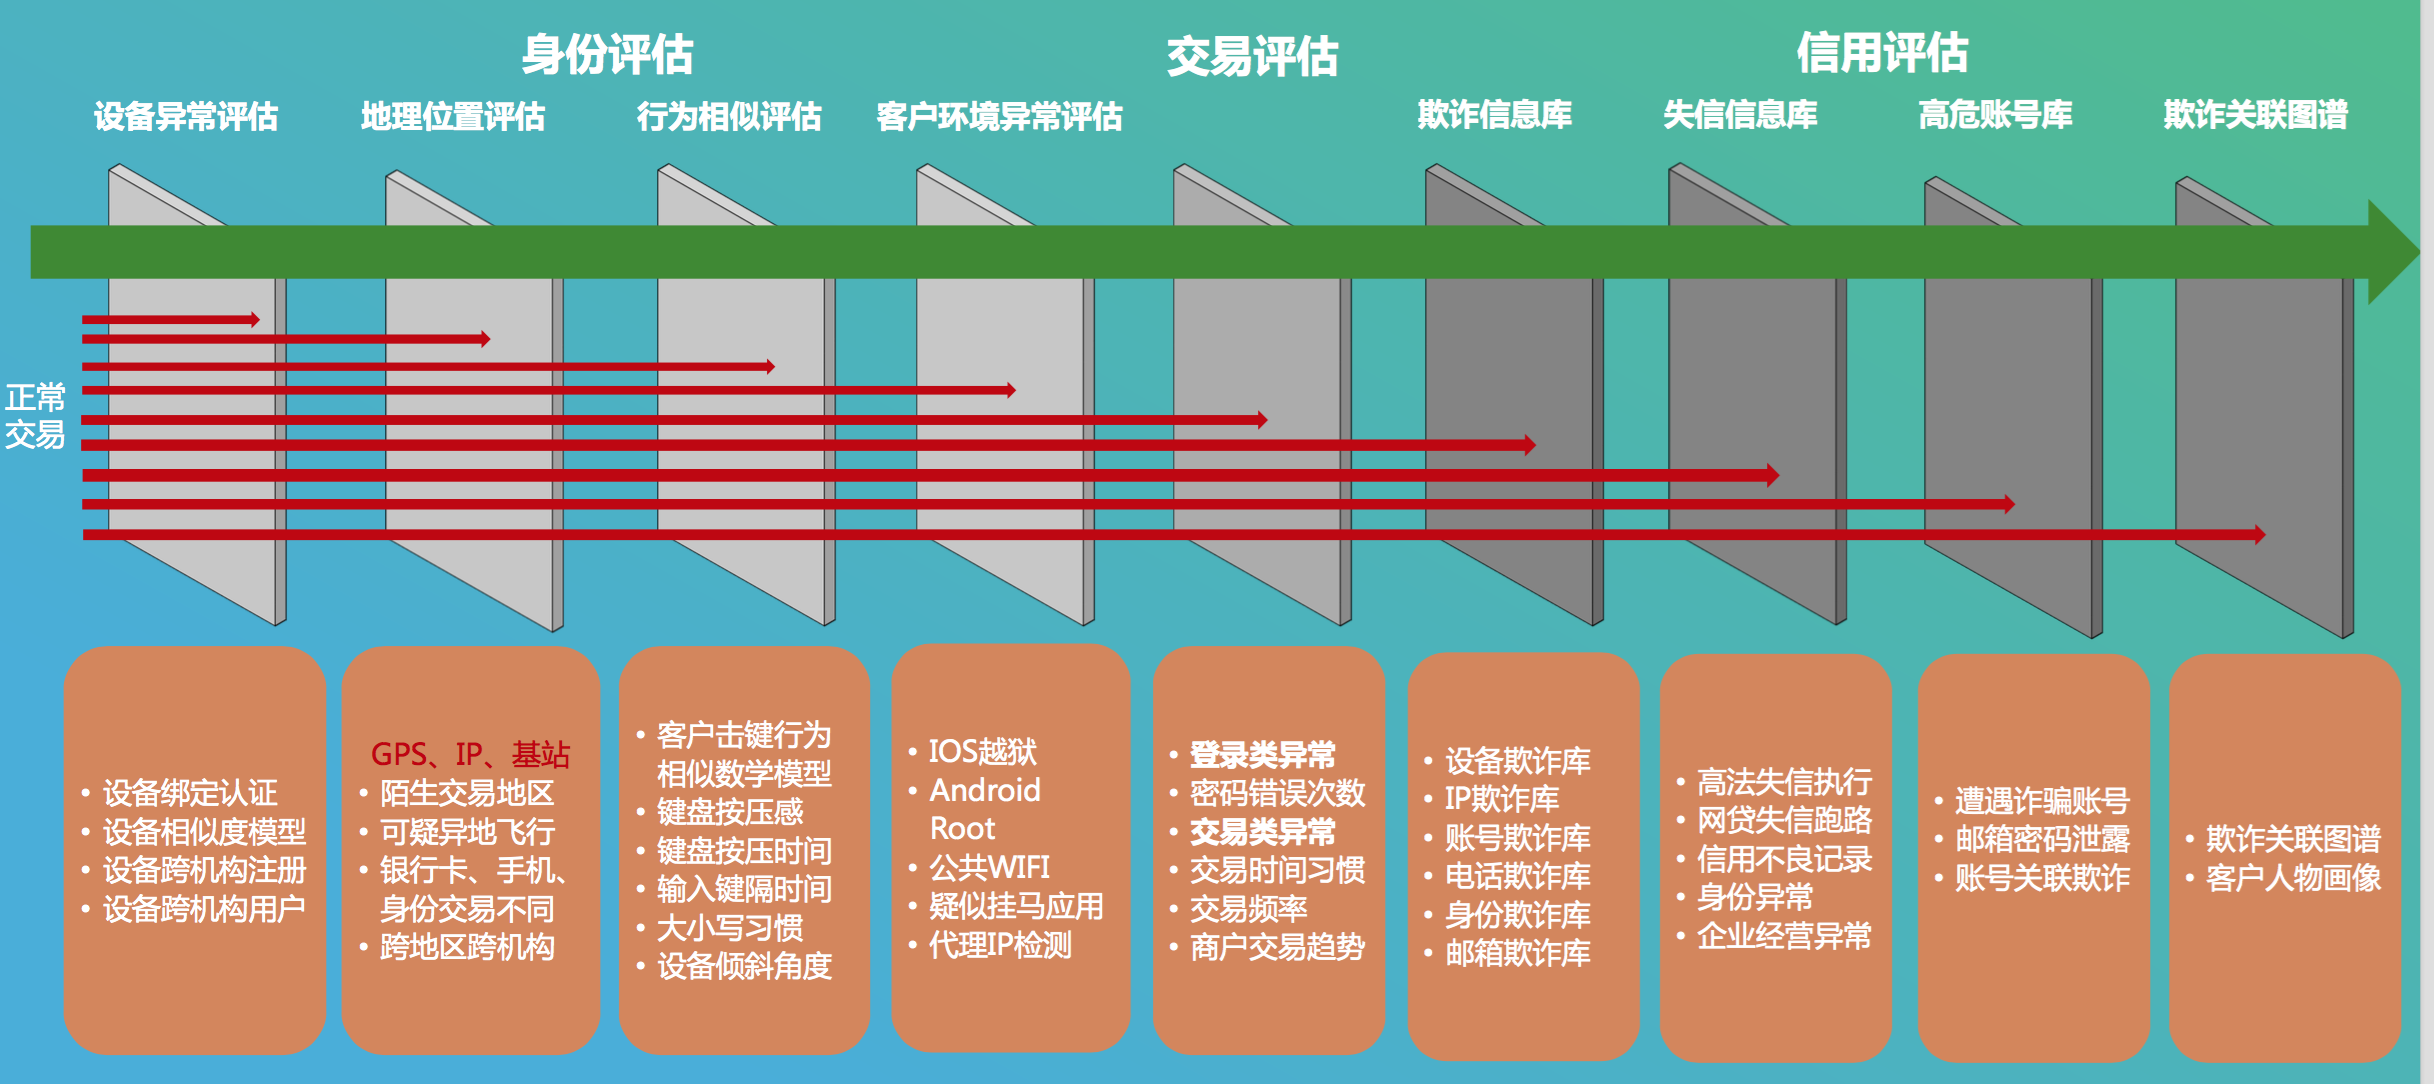 身份评估
交易评估
信用评估
设备异常评估
地理位置评估
行为相似评估
客户环境异常评估
欺诈信息库
失信信息库
高危账号库
欺诈关联图谱
正常
交易
• 设备绑定认证
• 设备相似度模型
• 设备跨机构注册
• 设备跨机构用户
GPS、IP、基站
• 陌生交易地区
• 可疑异地飞行
• 银行卡、手机、
身份交易不同
• 跨地区跨机构
• 客户击键行为
相似数学模型
• 键盘按压感
• 键盘按压时间
• 输入键隔时间
• 大小写习惯
• 设备倾斜角度
• IOS越狱
• Android
Root
• 公共WIFI
• 疑似挂马应用
• 代理IP检测
• 登录类异常
• 密码错误次数
• 交易类异常
• 交易时间习惯
• 交易频率
• 商户交易趋势
• 设备欺诈库
• IP欺诈库
• 账号欺诈库
• 电话欺诈库
• 身份欺诈库
• 邮箱欺诈库
• 高法失信执行
• 网贷失信跑路
• 信用不良记录
• 身份异常
• 企业经营异常
• 遭遇诈骗账号
• 邮箱密码泄露
• 账号关联欺诈
• 欺诈关联图谱
• 客户人物画像